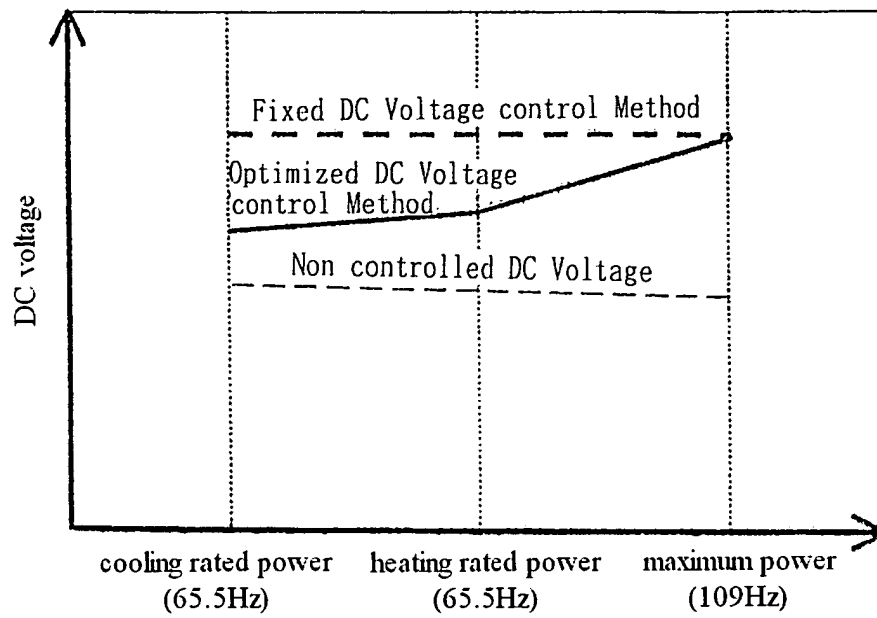 Fixed DC Voltage control Method
Optimized DC Voltage
control Method
Non controlled DC Voltage
DC voltage
cooling rated power
(65.5Hz)
heating rated power
(65.5Hz)
maximum power
(109Hz)